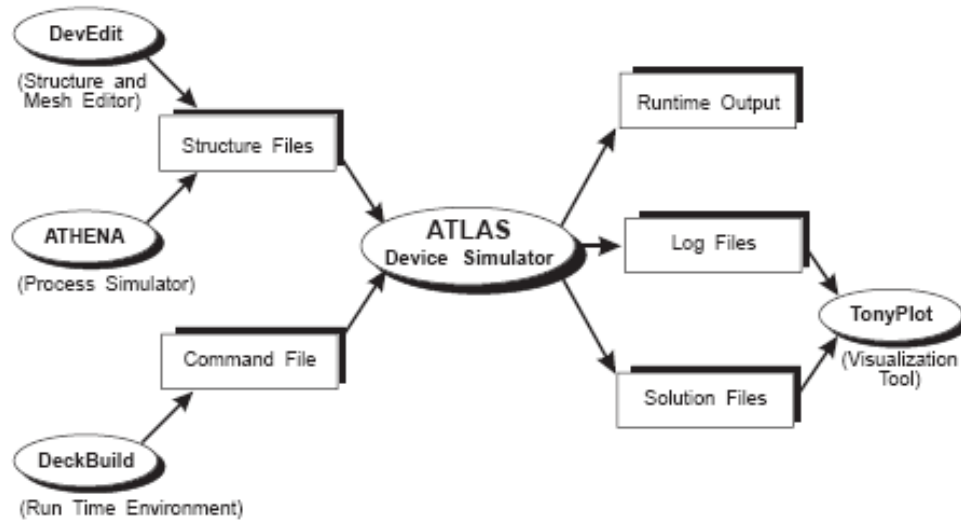 DevEdit
(Structure and
Mesh Editor)
Structure Files
ATHENA
(Process Simulator)
Command File
DeckBuild
(Run Time Environment)
ATLAS
Device Simulator
Runtime Output
Log Files
Solution Files
TonyPlot
(Visualization
Tool)